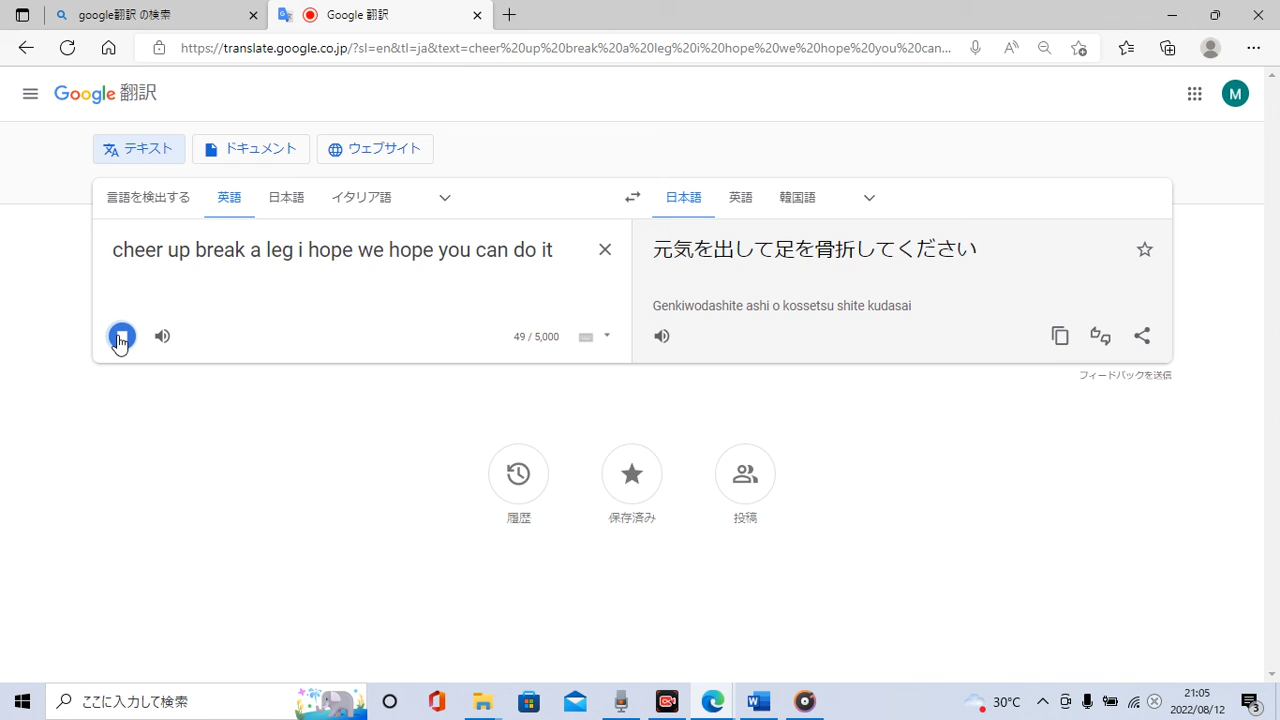 google翻訳 の検索
Google 翻訳
https://translate.google.co.jp/?sl=en&tl=ja&text=cheer%20up%20break%20a%20leg%20i%20hope%20we%20hope%20you%20can...
Google 翻訳
M
テキスト ドキュメント ウェブサイト
言語を検出する 英語 日本語 イタリア語 日本語 英語 韓国語
cheer up break a leg i hope we hope you can do it
元気を出して足を骨折してください
Genkiwodashite ashi o kossetsu shite kudasai
49 / 5,000
フィードバックを送信
履歴 保存済み 投稿
ここに入力して検索
30°C
21:05
2022/08/12
3